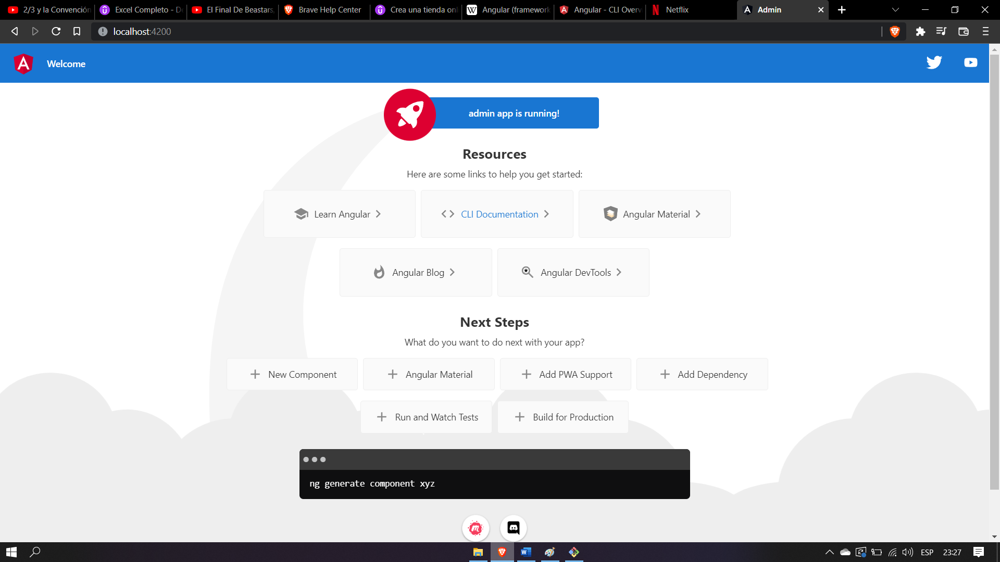 2/3 y la Convención
Excel Completo - De
El Final De Beastars,
Brave Help Center
Crea una tienda onl
Angular (framework
Angular - CLI Overv
Netflix
Admin
localhost:4200
Welcome
admin app is running!
Resources
Here are some links to help you get started:
Learn Angular
CLI Documentation
Angular Material
Angular Blog
Angular DevTools
Next Steps
What do you want to do next with your app?
New Component
Angular Material
Add PWA Support
Add Dependency
Run and Watch Tests
Build for Production
ng generate component xyz
ESP
23:27